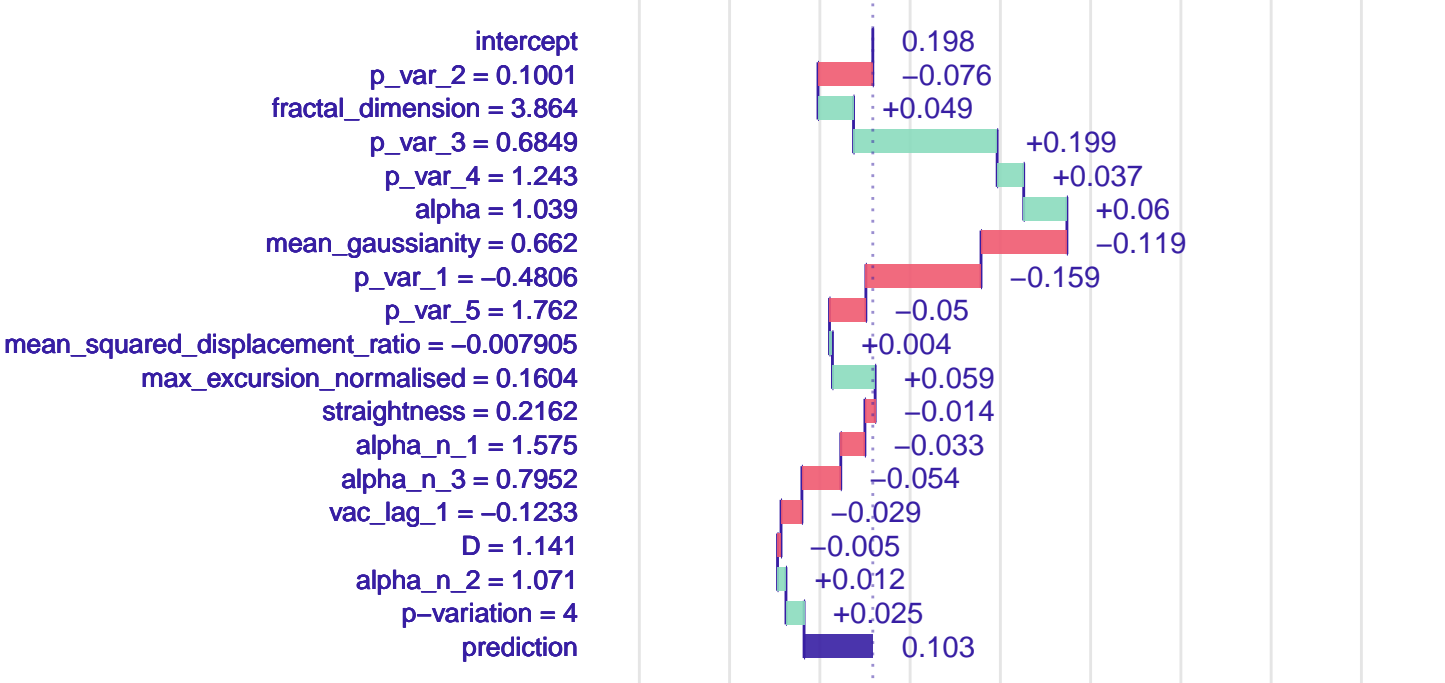 intercept 0.198
p_var_2 = 0.1001 −0.076
fractal_dimension = 3.864 +0.049
p_var_3 = 0.6849 +0.199
p_var_4 = 1.243 +0.037
alpha = 1.039 +0.06
mean_gaussianity = 0.662 −0.119
p_var_1 = −0.4806 −0.159
p_var_5 = 1.762 −0.05
mean_squared_displacement_ratio = −0.007905 +0.004
max_excursion_normalised = 0.1604 +0.059
straightness = 0.2162 −0.014
alpha_n_1 = 1.575 −0.033
alpha_n_3 = 0.7952 −0.054
vac_lag_1 = −0.1233 −0.029
D = 1.141 −0.005
alpha_n_2 = 1.071 +0.012
p−variation = 4 +0.025
prediction 0.103